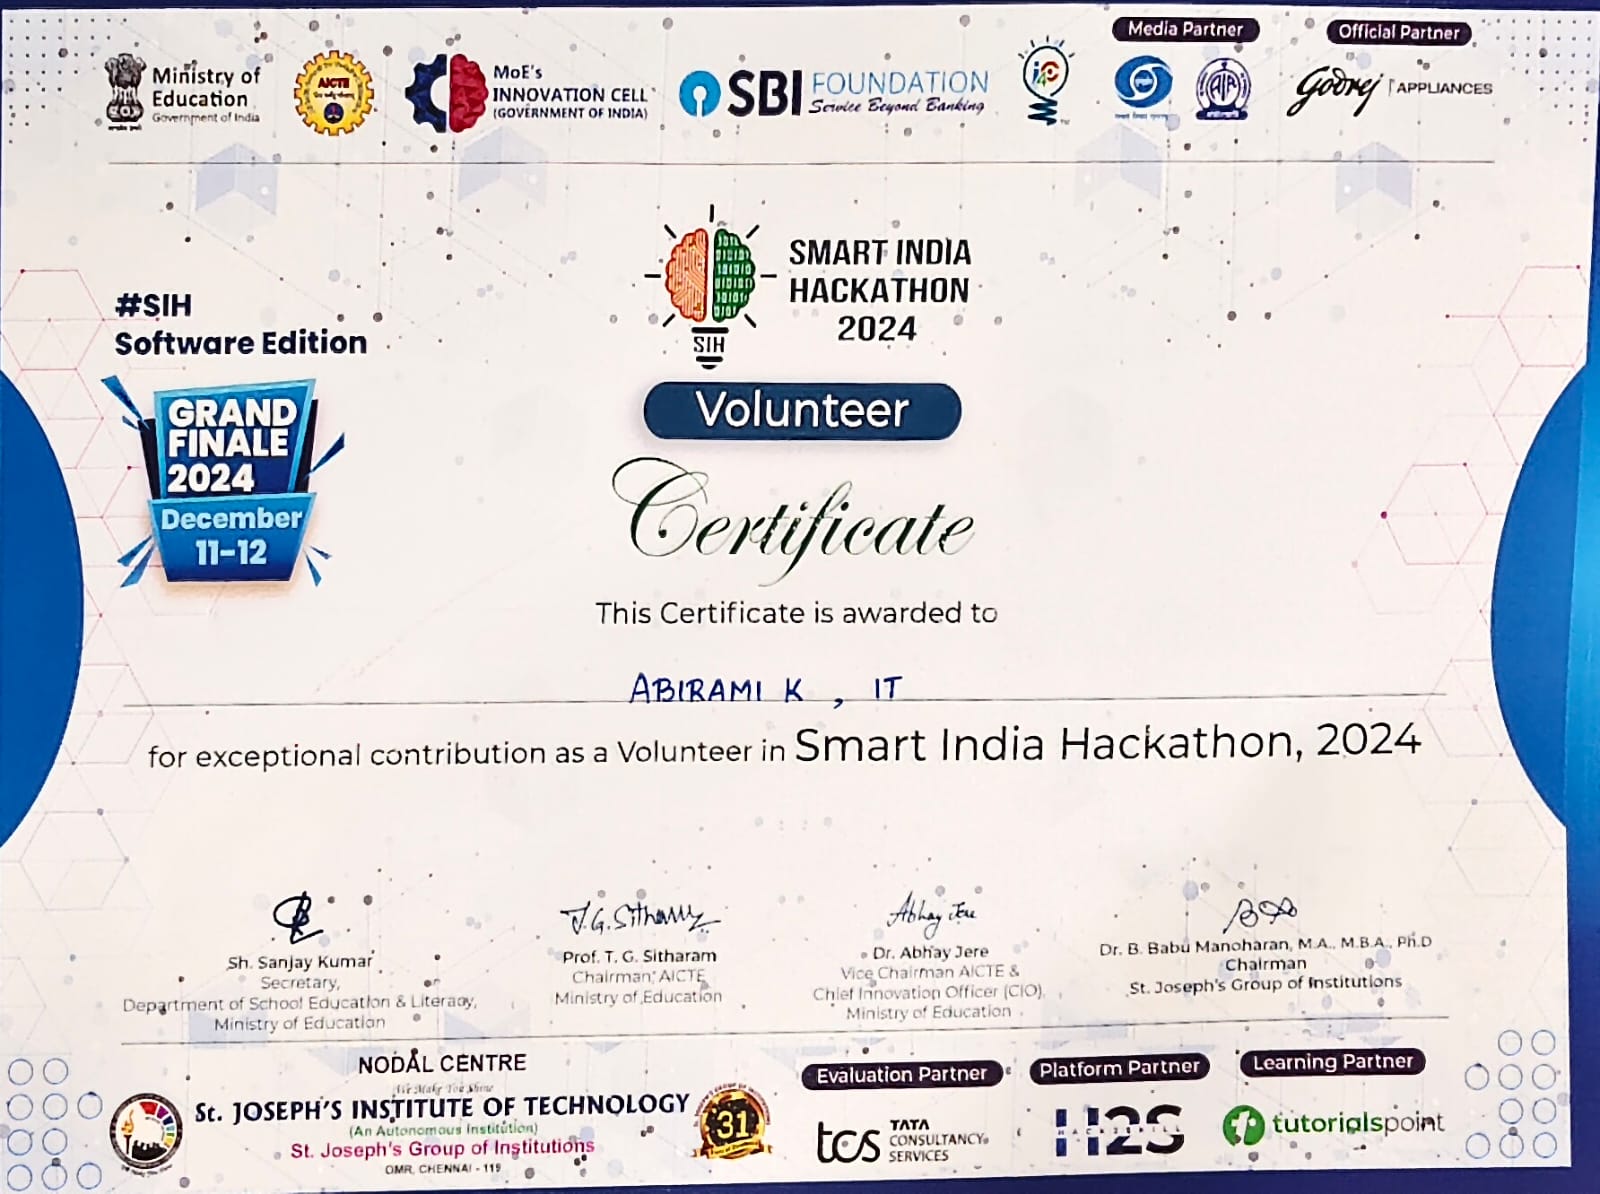 Media Partner
Official Partner
Ministry of
Education
Government of India
AICTE
MoE's
INNOVATION CELL
(GOVERNMENT OF INDIA)
SBI FOUNDATION
Service Beyond Banking
Godrej APPLIANCES
SMART INDIA
HACKATHON
2024
SIH
#SIH
Software Edition
GRAND
FINALE
2024
December
11-12
Volunteer
Certificate
This Certificate is awarded to
ABIRAMI K , IT
for exceptional contribution as a Volunteer in Smart India Hackathon, 2024
J.G. Sitharam
Abhay Jere
Sh. Sanjay Kumar
Secretary,
Department of School Education & Literacy,
Ministry of Education
Prof. T. G. Sitharam
Chairman, AICTE
Ministry of Education
Dr. Abhay Jere
Vice Chairman AICTE &
Chief Innovation Officer (CIO),
Ministry of Education
Dr. B. Babu Manoharan, M.A., M.B.A., Ph.D
Chairman
St. Joseph's Group of Institutions
NODAL CENTRE
We Make You Shine
St. JOSEPH'S INSTITUTE OF TECHNOLOGY
(An Autonomous Institution)
St. Joseph's Group of Institutions
OMR, CHENNAI - 119
31
Evaluation Partner
tcs TATA
CONSULTANCY
SERVICES
Platform Partner
H2S
HACK2SKILL
Learning Partner
tutorialspoint